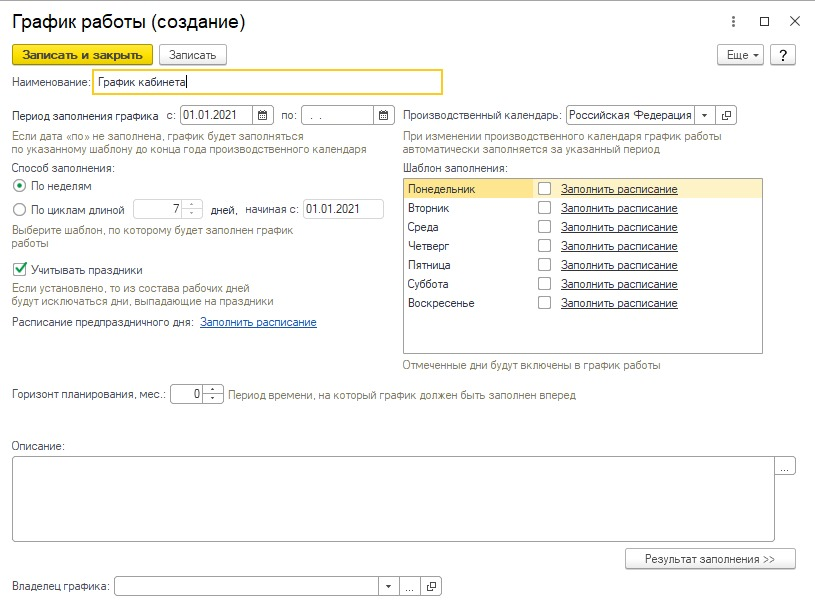 График работы (создание)
Записать и закрыть Записать Еще ?
Наименование: График кабинета
Период заполнения графика с: 01.01.2021 по: . . Производственный календарь: Российская Федерация
Если дата «по» не заполнена, график будет заполняться
по указанному шаблону до конца года производственного календаря
При изменении производственного календаря график работы
автоматически заполняется за указанный период
Способ заполнения:
По неделям
По циклам длиной 7 дней, начиная с: 01.01.2021
Выберите шаблон, по которому будет заполнен график
работы
Учитывать праздники
Если установлено, то из состава рабочих дней
будут исключаться дни, выпадающие на праздники
Расписание предпраздничного дня: Заполнить расписание
Шаблон заполнения:
Понедельник Заполнить расписание
Вторник Заполнить расписание
Среда Заполнить расписание
Четверг Заполнить расписание
Пятница Заполнить расписание
Суббота Заполнить расписание
Воскресенье Заполнить расписание
Отмеченные дни будут включены в график работы
Горизонт планирования, мес.: 0 Период времени, на который график должен быть заполнен вперед
Описание:
...
Результат заполнения >>
Владелец графика: ...